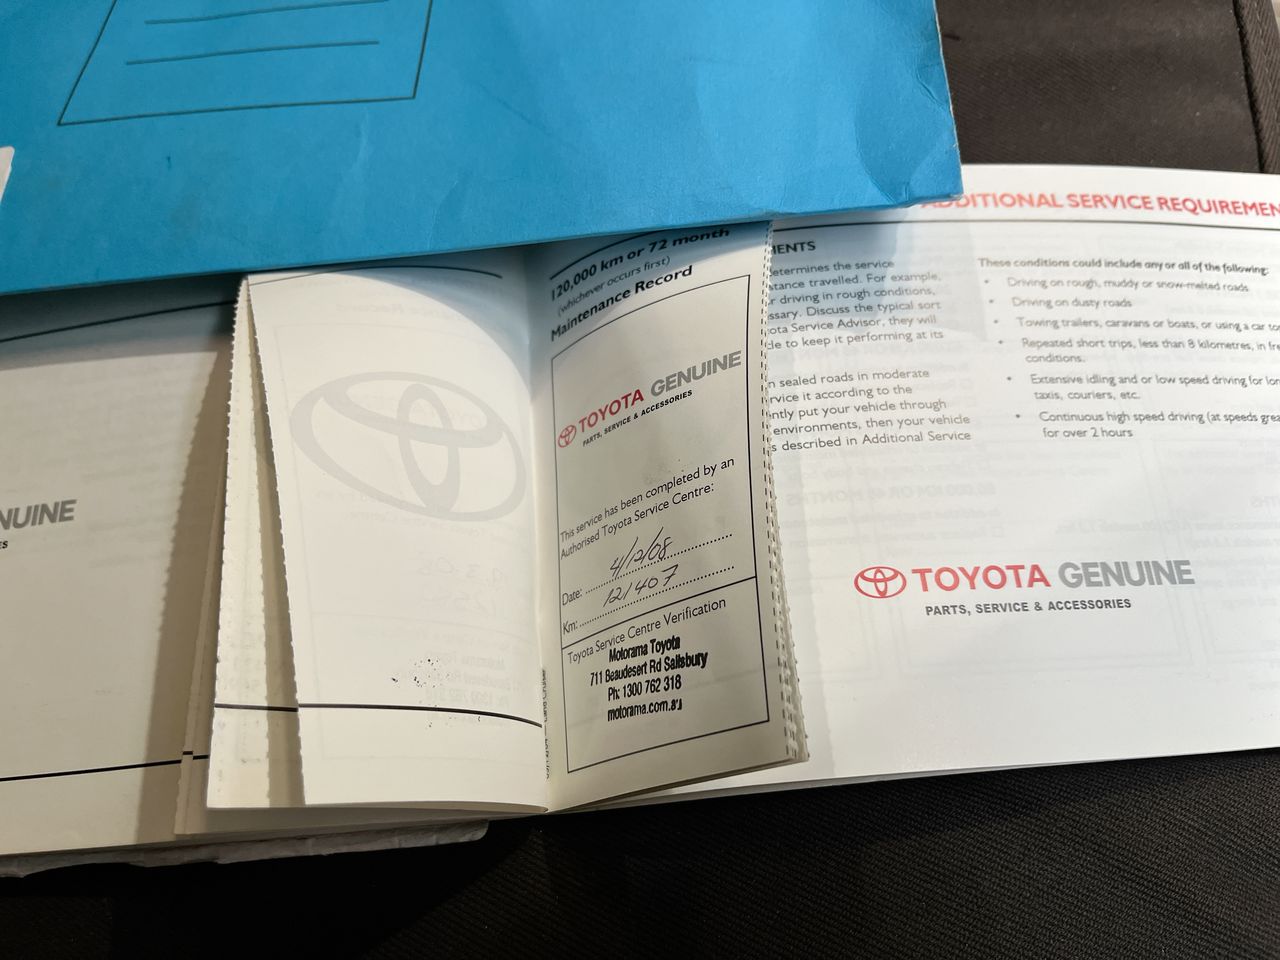 NUINE
120,000 km or 72 month
(whichever occurs first)
Maintenance Record
TOYOTA GENUINE
PARTS, SERVICE & ACCESSORIES
This service has been completed by an
Authorised Toyota Service Centre:
Date: 4/12/08
Km: 121407
Toyota Service Centre Verification
Motorama Toyota
711 Beaudesert Rd Salisbury
Ph: 1300 762 318
motorama.com.au
ADDITIONAL SERVICE REQUIREMEN
MENTS
etermines the service
stance travelled. For example,
r driving in rough conditions,
ssary. Discuss the typical sort
ota Service Advisor, they will
le to keep it performing at its
n sealed roads in moderate
rvice it according to the
ntly put your vehicle through
environments, then your vehicle
s described in Additional Service
These conditions could include any or all of the following:
• Driving on rough, muddy or snow-melted roads
• Driving on dusty roads
• Towing trailers, caravans or boats, or using a car to
• Repeated short trips, less than 8 kilometres, in fre
conditions.
• Extensive idling and or low speed driving for lon
taxis, couriers, etc.
• Continuous high speed driving (at speeds grea
for over 2 hours
TOYOTA GENUINE
PARTS, SERVICE & ACCESSORIES